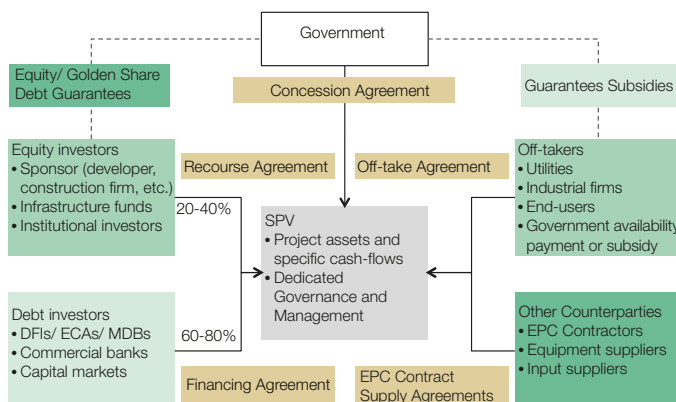 Government
Equity/ Golden Share
Debt Guarantees
Concession Agreement
Guarantees Subsidies
Equity investors
• Sponsor (developer,
construction firm, etc.)
• Infrastructure funds
• Institutional investors
Recourse Agreement
Off-take Agreement
Off-takers
• Utilities
• Industrial firms
• End-users
• Government availability
payment or subsidy
20-40%
SPV
• Project assets and
specific cash-flows
• Dedicated
Governance and
Management
Debt investors
• DFIs/ ECAs/ MDBs
• Commercial banks
• Capital markets
60-80%
Other Counterparties
• EPC Contractors
• Equipment suppliers
• Input suppliers
Financing Agreement
EPC Contract
Supply Agreements